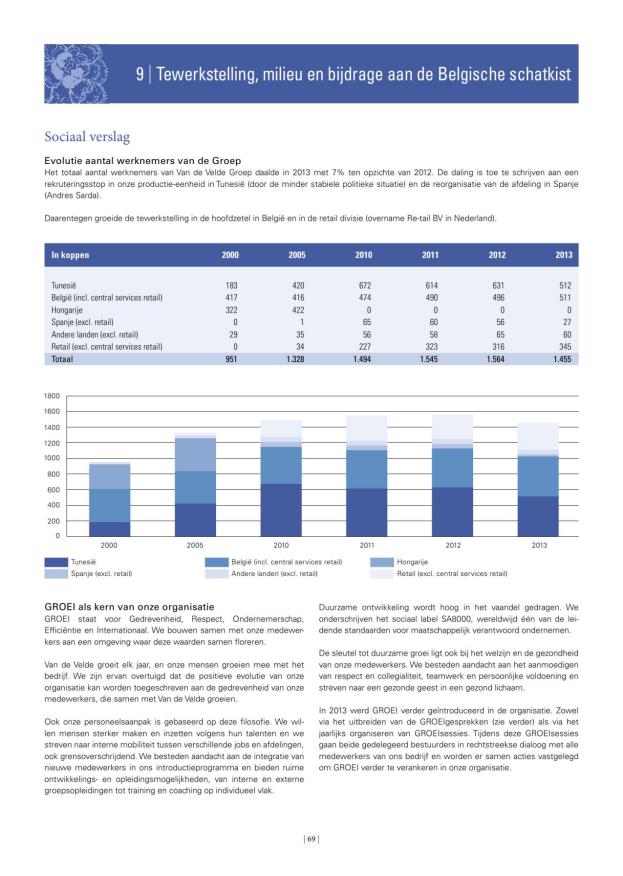 9 | Tewerkstelling, milieu en bijdrage aan de Belgische schatkist
Sociaal verslag
Evolutie aantal werknemers van de Groep
Het totaal aantal werknemers van Van de Velde Groep daalde in 2013 met 7% ten opzichte van 2012. De daling is toe te schrijven aan een
rekruteringsstop in onze productie-eenheid in Tunesië (door de minder stabiele politieke situatie) en de reorganisatie van de afdeling in Spanje
(Andres Sarda).
Daarentegen groeide de tewerkstelling in de hoofdzetel in België en in de retail divisie (overname Re-tail BV in Nederland).
In koppen 2000 2005 2010 2011 2012 2013
Tunesië 183 420 672 614 631 512
België (incl. central services retail) 417 416 474 490 496 511
Hongarije 322 422 0 0 0 0
Spanje (excl. retail) 0 1 65 60 56 27
Andere landen (excl. retail) 29 35 56 58 65 60
Retail (excl. central services retail) 0 34 227 323 316 345
Totaal 951 1.328 1.494 1.545 1.564 1.455
1800
1600
1400
1200
1000
800
600
400
200
0
2000 2005 2010 2011 2012 2013
Tunesië België (incl. central services retail) Hongarije
Spanje (excl. retail) Andere landen (excl. retail) Retail (excl. central services retail)
GROEI als kern van onze organisatie
GROEI staat voor Gedrevenheid, Respect, Ondernemerschap,
Efficiëntie en Internationaal. We bouwen samen met onze medewer-
kers aan een omgeving waar deze waarden samen floreren.
Van de Velde groeit elk jaar, en onze mensen groeien mee met het
bedrijf. We zijn ervan overtuigd dat de positieve evolutie van onze
organisatie kan worden toegeschreven aan de gedrevenheid van onze
medewerkers, die samen met Van de Velde groeien.
Ook onze personeelsaanpak is gebaseerd op deze filosofie. We wil-
len mensen sterker maken en inzetten volgens hun talenten en we
streven naar interne mobiliteit tussen verschillende jobs en afdelingen,
ook grensoverschrijdend. We besteden aandacht aan de integratie van
nieuwe medewerkers in ons introductieprogramma en bieden ruime
ontwikkelings- en opleidingsmogelijkheden, van interne en externe
groepsopleidingen tot training en coaching op individueel vlak.
Duurzame ontwikkeling wordt hoog in het vaandel gedragen. We
onderschrijven het sociaal label SA8000, wereldwijd één van de lei-
dende standaarden voor maatschappelijk verantwoord ondernemen.
De sleutel tot duurzame groei ligt ook bij het welzijn en de gezondheid
van onze medewerkers. We besteden aandacht aan het aanmoedigen
van respect en collegialiteit, teamwerk en persoonlijke voldoening en
streven naar een gezonde geest in een gezond lichaam.
In 2013 werd GROEI verder geïntroduceerd in de organisatie. Zowel
via het uitbreiden van de GROEIgesprekken (zie verder) als via het
jaarlijks organiseren van GROEIsessies. Tijdens deze GROEIsessies
gaan beide gedelegeerd bestuurders in rechtstreekse dialoog met alle
medewerkers van ons bedrijf en worden er samen acties vastgelegd
om GROEI verder te verankeren in onze organisatie.
| 69 |